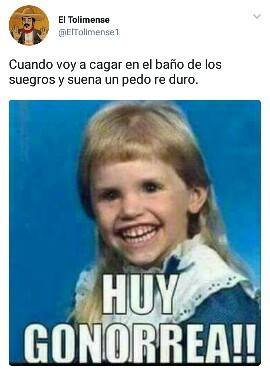 El Tolimense
@ElTolimense1
Cuando voy a cagar en el baño de los
suegros y suena un pedo re duro.
HUY
GONORREA!!